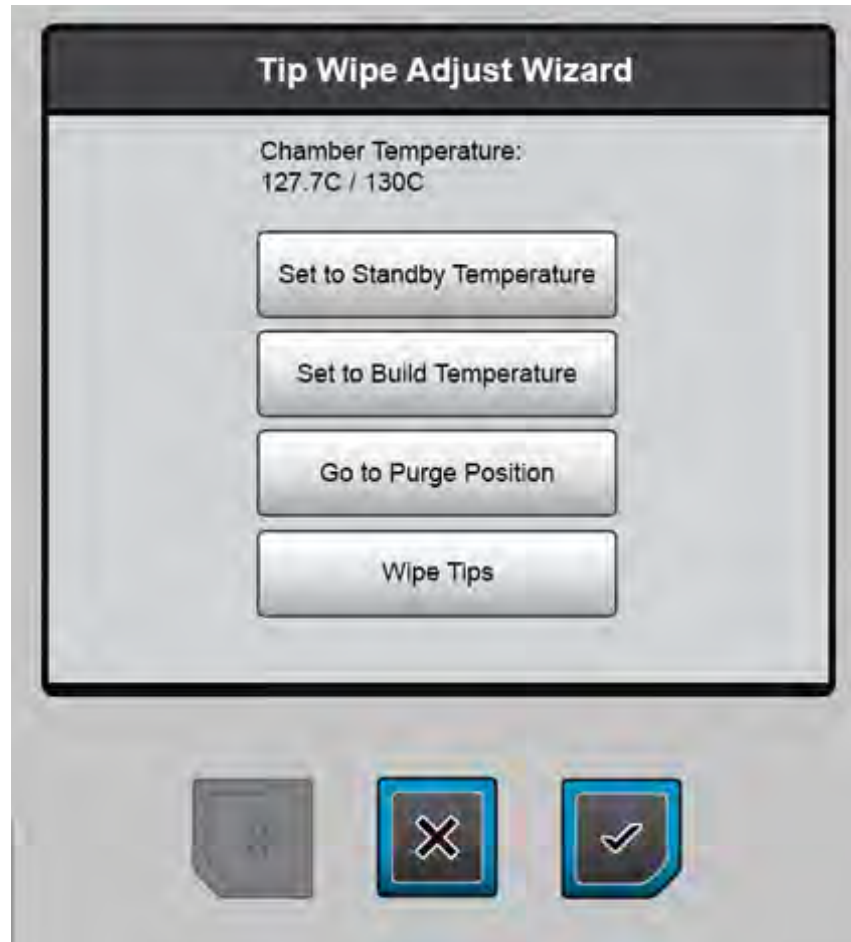 Tip Wipe Adjust Wizard
Chamber Temperature:
127.7C / 130C
Set to Standby Temperature
Set to Build Temperature
Go to Purge Position
Wipe Tips